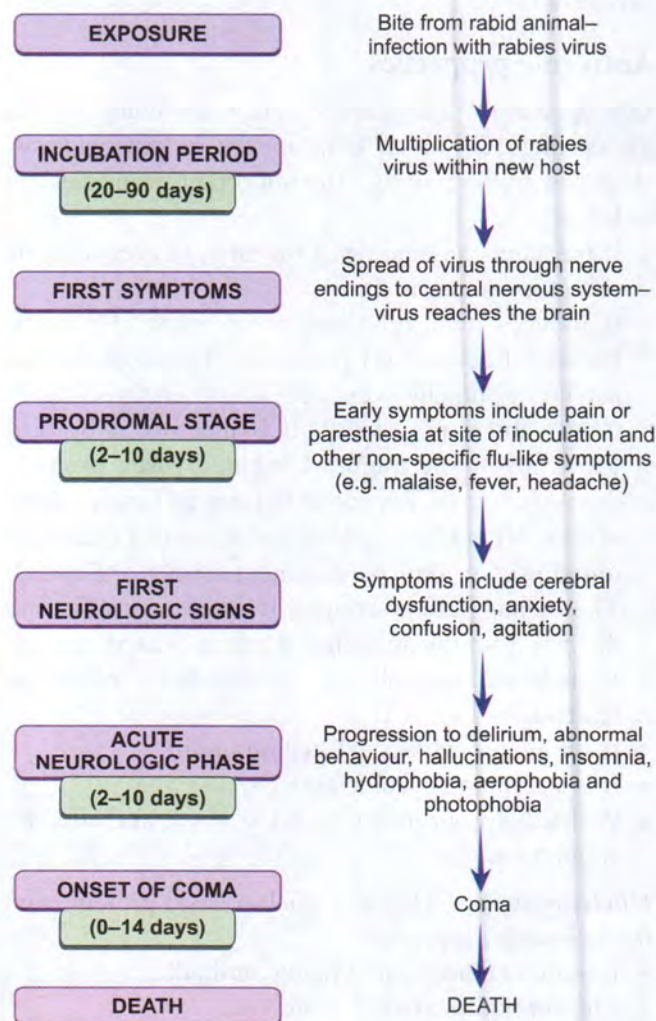 EXPOSURE
Bite from rabid animal–
infection with rabies virus
INCUBATION PERIOD
(20–90 days)
Multiplication of rabies
virus within new host
FIRST SYMPTOMS
Spread of virus through nerve
endings to central nervous system–
virus reaches the brain
PRODROMAL STAGE
(2–10 days)
Early symptoms include pain or
paresthesia at site of inoculation and
other non-specific flu-like symptoms
(e.g. malaise, fever, headache)
FIRST
NEUROLOGIC SIGNS
Symptoms include cerebral
dysfunction, anxiety,
confusion, agitation
ACUTE
NEUROLOGIC PHASE
(2–10 days)
Progression to delirium, abnormal
behaviour, hallucinations, insomnia,
hydrophobia, aerophobia and
photophobia
ONSET OF COMA
(0–14 days)
Coma
DEATH
DEATH